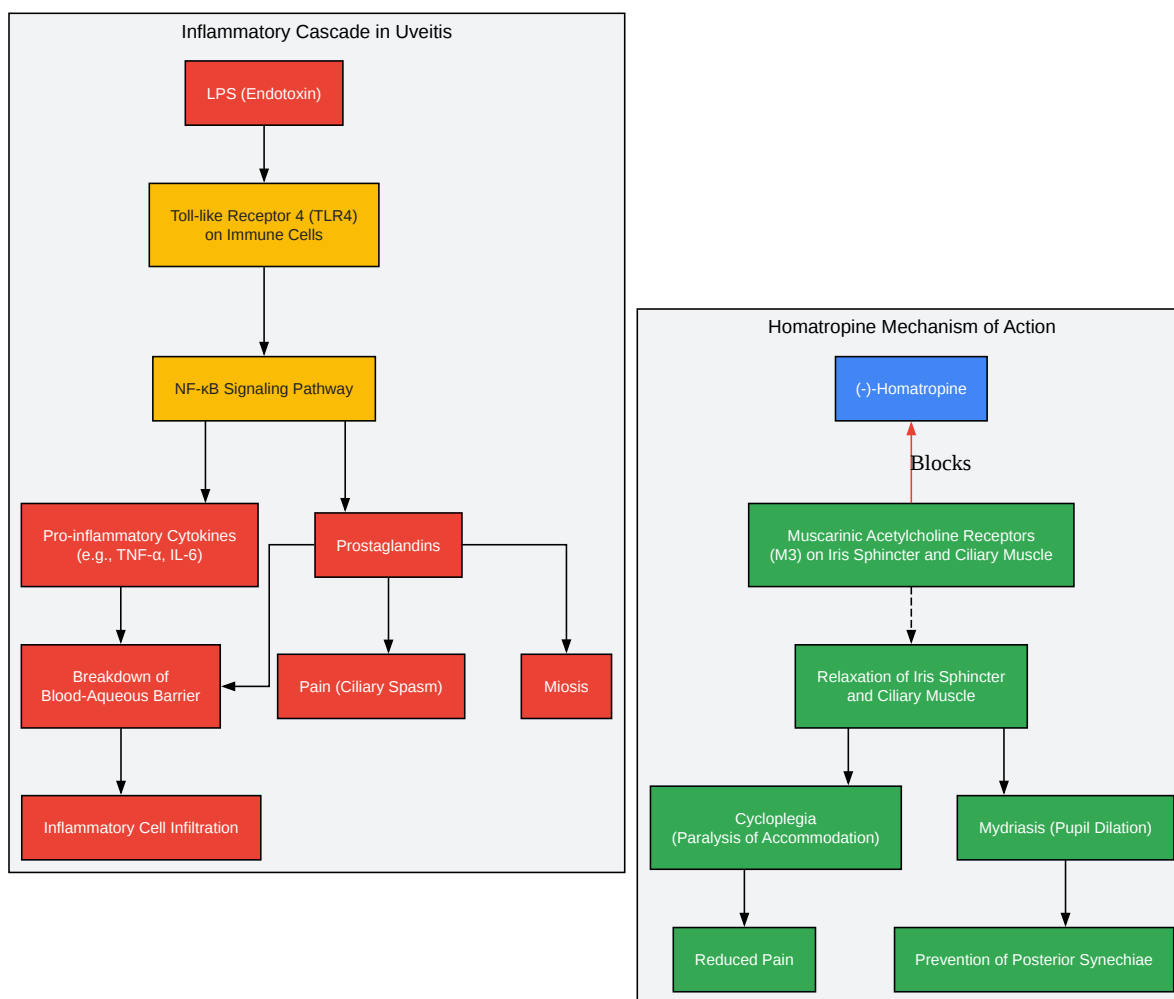 Inflammatory Cascade in Uveitis
LPS (Endotoxin)
Toll-like Receptor 4 (TLR4)
on Immune Cells
NF-κB Signaling Pathway
Pro-inflammatory Cytokines
(e.g., TNF-α, IL-6)
Prostaglandins
Breakdown of
Blood-Aqueous Barrier
Pain (Ciliary Spasm)
Miosis
Inflammatory Cell Infiltration
Homatropine Mechanism of Action
(-)-Homatropine
Blocks
Muscarinic Acetylcholine Receptors
(M3) on Iris Sphincter and Ciliary Muscle
Relaxation of Iris Sphincter
and Ciliary Muscle
Cycloplegia
(Paralysis of Accommodation)
Mydriasis (Pupil Dilation)
Reduced Pain
Prevention of Posterior Synechiae